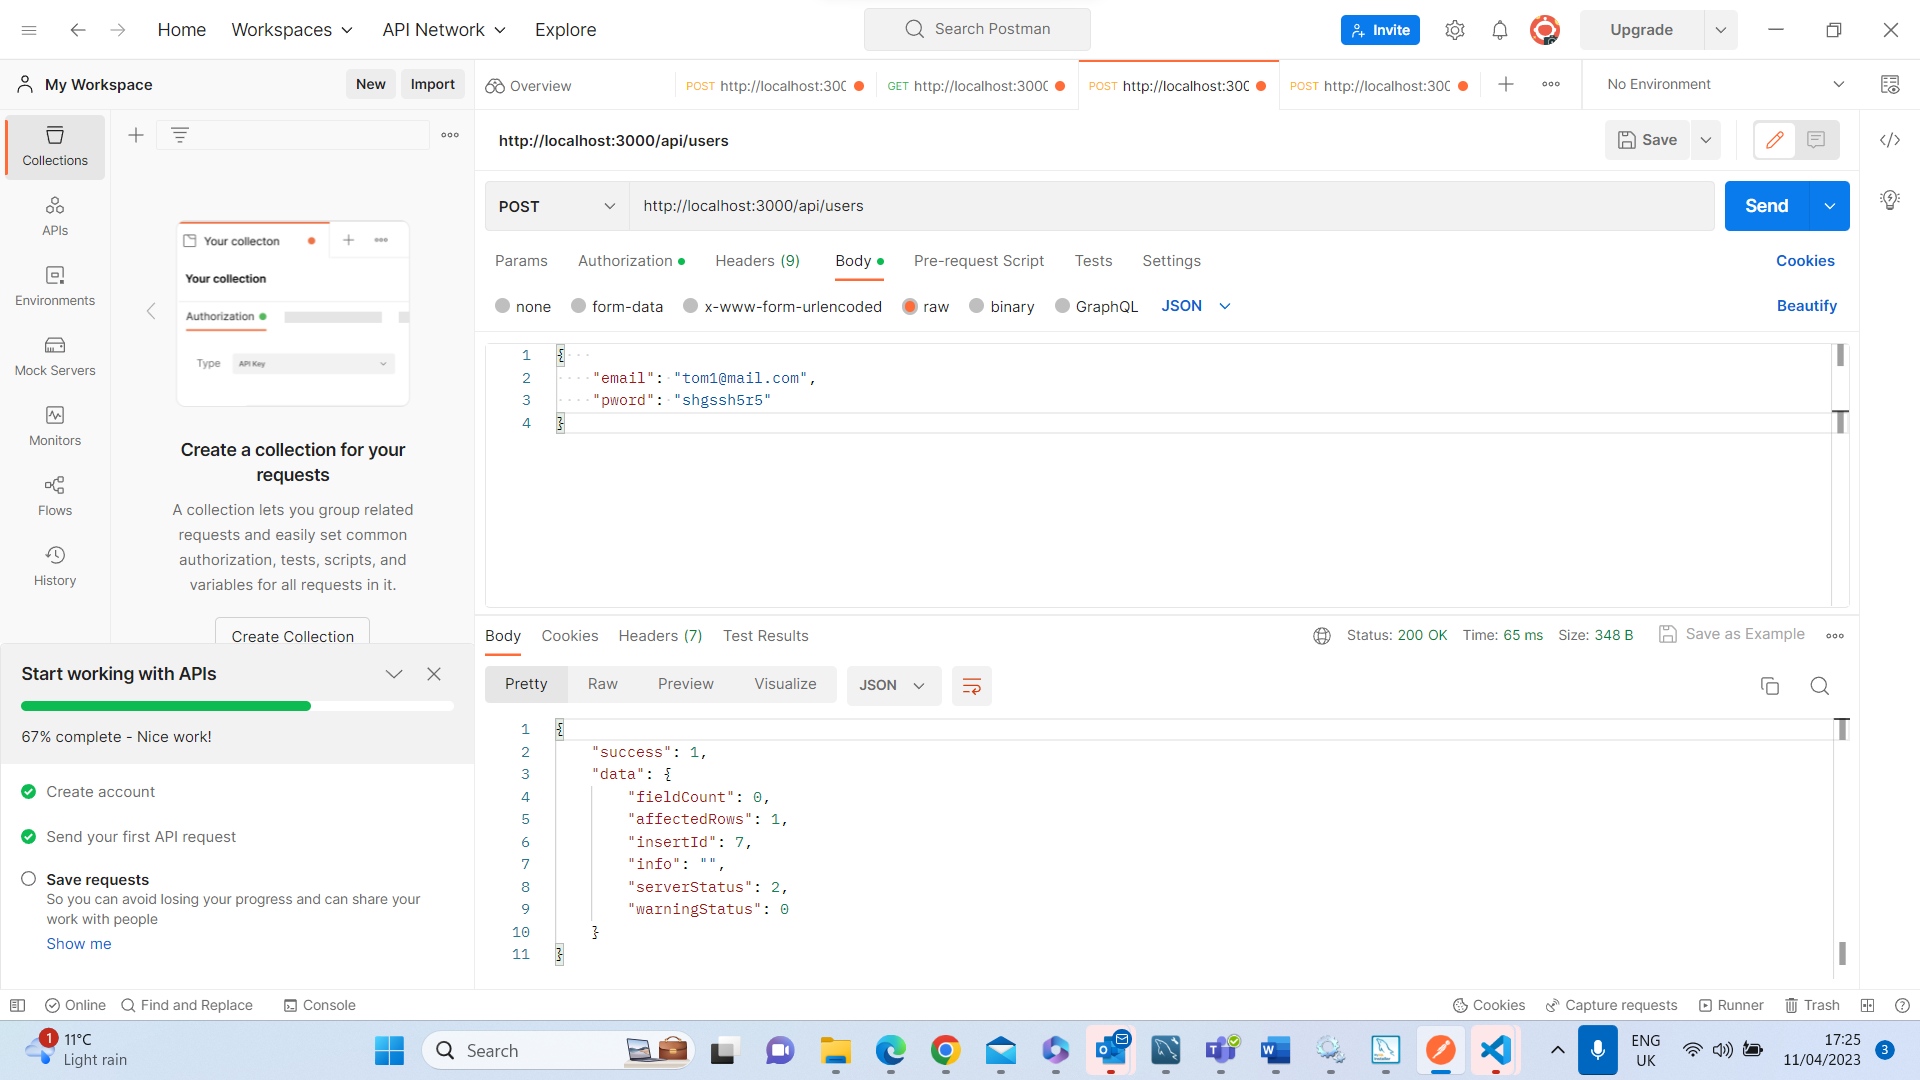 Home
Workspaces
API Network
Explore
Search Postman
Invite
Upgrade
My Workspace
New
Import
Overview
POST http://localhost:300
GET http://localhost:3000
POST http://localhost:300
POST http://localhost:300
No Environment
Collections
APIs
Environments
Mock Servers
Monitors
Flows
History
Your collecton
Your collection
Authorization
Type
API Key
Create a collection for your
requests
A collection lets you group related
requests and easily set common
authorization, tests, scripts, and
variables for all requests in it.
Create Collection
http://localhost:3000/api/users
Save
POST
http://localhost:3000/api/users
Send
Params
Authorization
Headers (9)
Body
Pre-request Script
Tests
Settings
Cookies
none
form-data
x-www-form-urlencoded
raw
binary
GraphQL
JSON
Beautify
1 {
2 "email": "tom1@mail.com",
3 "pword": "shgssh5r5"
4 }
Body
Cookies
Headers (7)
Test Results
Status: 200 OK
Time: 65 ms
Size: 348 B
Save as Example
Pretty
Raw
Preview
Visualize
JSON
1 {
2 "success": 1,
3 "data": {
4 "fieldCount": 0,
5 "affectedRows": 1,
6 "insertId": 7,
7 "info": "",
8 "serverStatus": 2,
9 "warningStatus": 0
10 }
11 }
Start working with APIs
67% complete - Nice work!
Create account
Send your first API request
Save requests
So you can avoid losing your progress and can share your
work with people
Show me
Online
Find and Replace
Console
Cookies
Capture requests
Runner
Trash
1
11°C
Light rain
Search
ENG
UK
17:25
11/04/2023
3